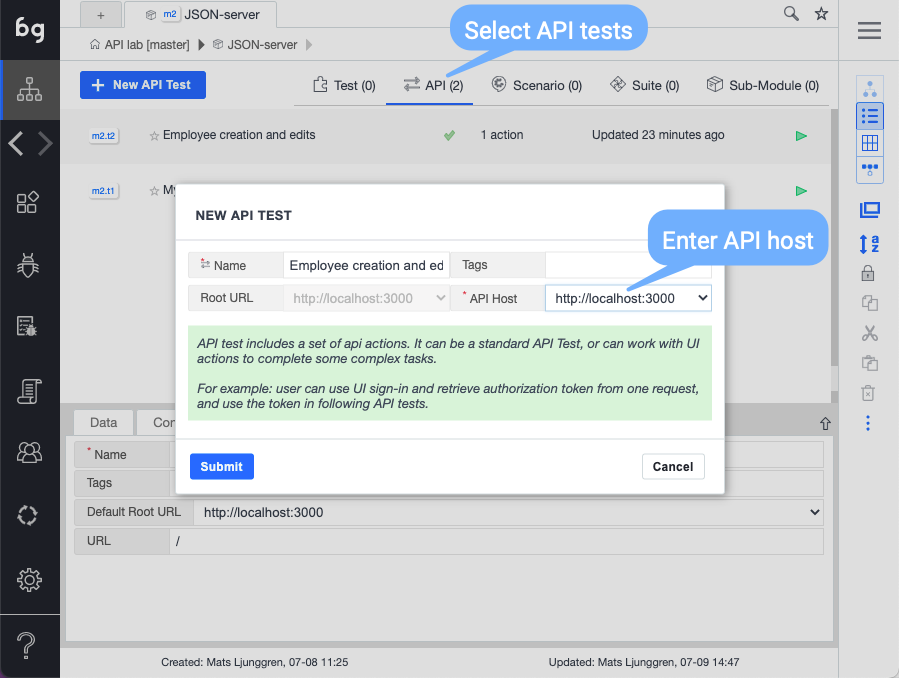 bg
+
m2 JSON-server
Select API tests
API lab [master] JSON-server
+ New API Test
Test (0)
API (2)
Scenario (0)
Suite (0)
Sub-Module (0)
m2.t2 Employee creation and edits 1 action Updated 23 minutes ago
m2.t1 My
NEW API TEST
Enter API host
* Name Employee creation and ed Tags
Root URL http://localhost:3000 * API Host http://localhost:3000
API test includes a set of api actions. It can be a standard API Test, or can work with UI
actions to complete some complex tasks.
For example: user can use UI sign-in and retrieve authorization token from one request,
and use the token in following API tests.
Submit Cancel
Data Con
* Name
Tags
Default Root URL http://localhost:3000
URL /
?
Created: Mats Ljunggren, 07-08 11:25 Updated: Mats Ljunggren, 07-09 14:47
a
z